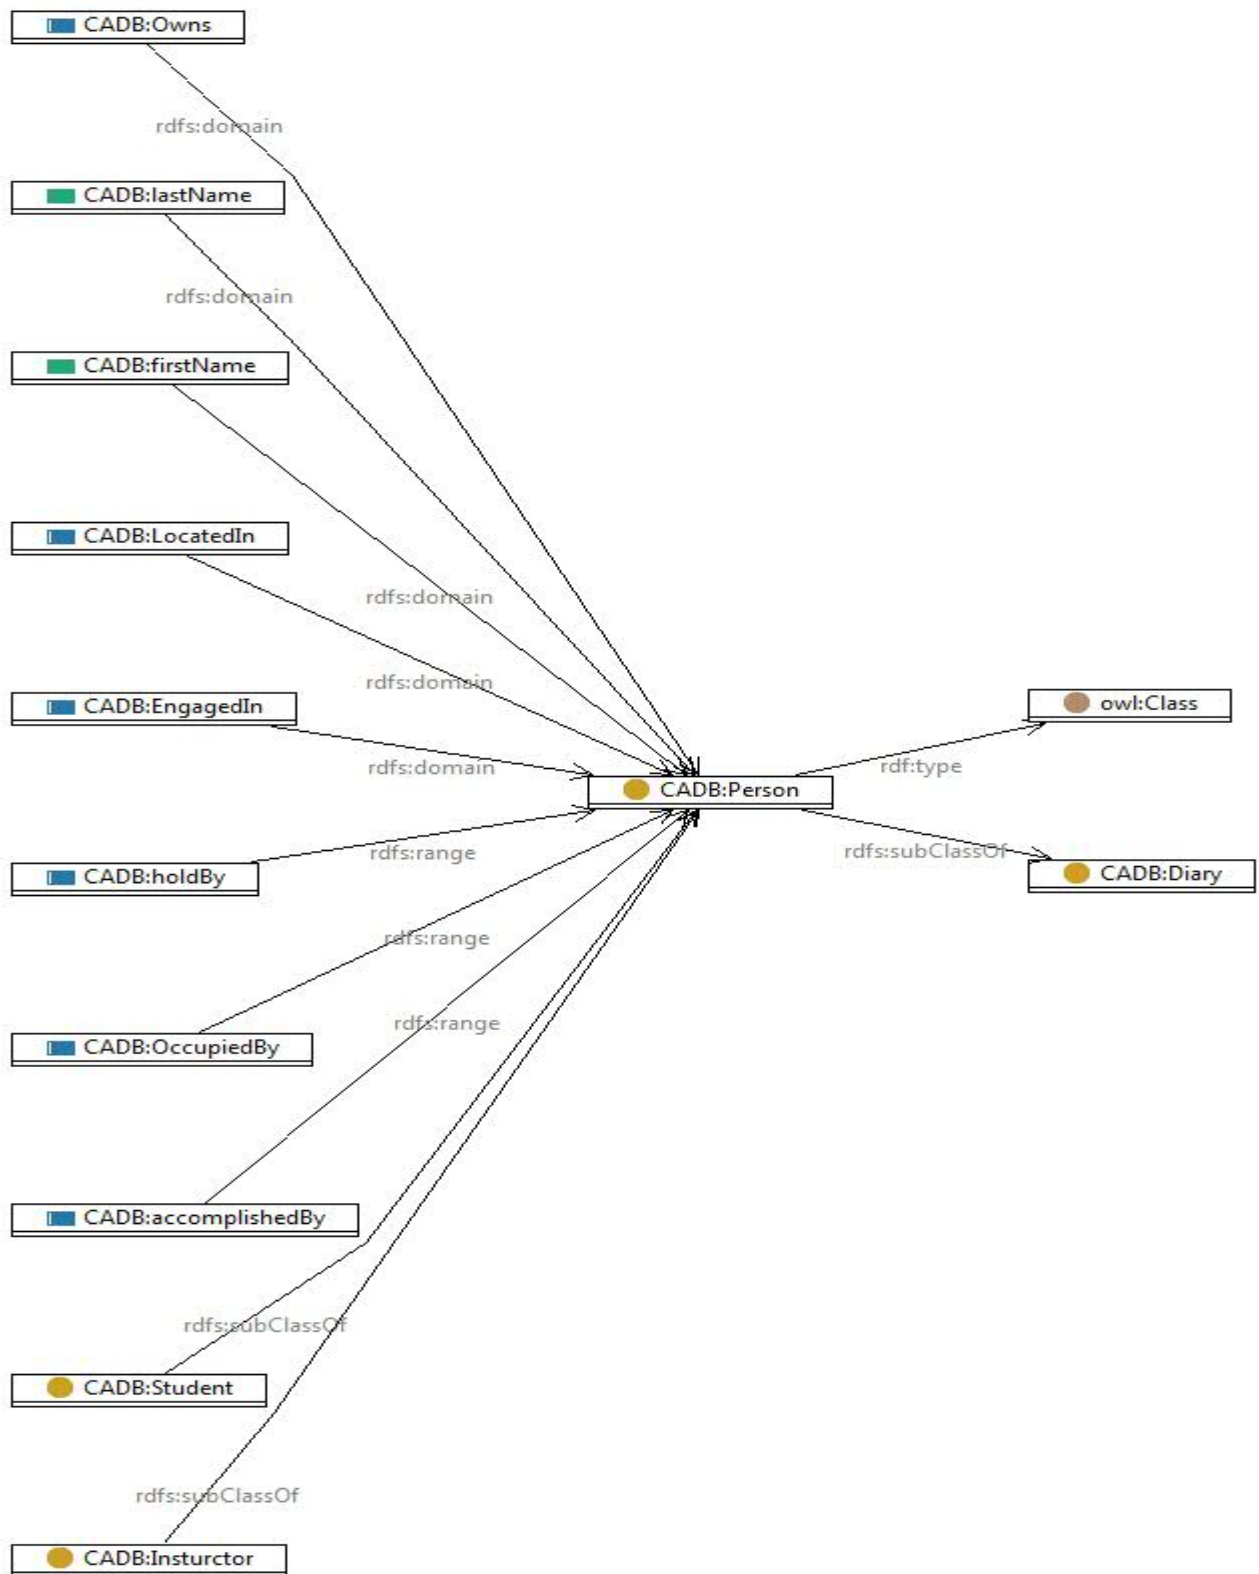 CADB:Owns
rdfs:domain
CADB:lastName
rdfs:domain
CADB:firstName
CADB:LocatedIn
rdfs:domain
rdfs:domain
CADB:EngagedIn
owl:Class
rdfs:domain
rdf:type
CADB:Person
rdfs:range
rdfs:subClassOf
CADB:holdBy
CADB:Diary
rdfs:range
rdfs:range
CADB:OccupiedBy
CADB:accomplishedBy
rdfs:subClassOf
CADB:Student
rdfs:subClassOf
CADB:Insturctor